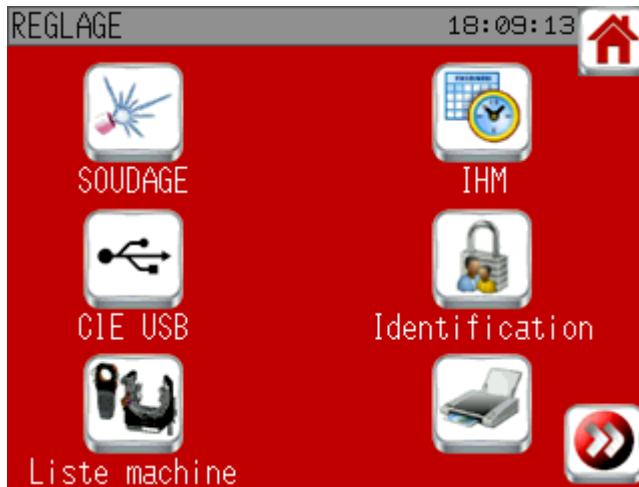 REGLAGE 18:09:13
SOUDAGE IHM
ClE USB Identification
Liste machine